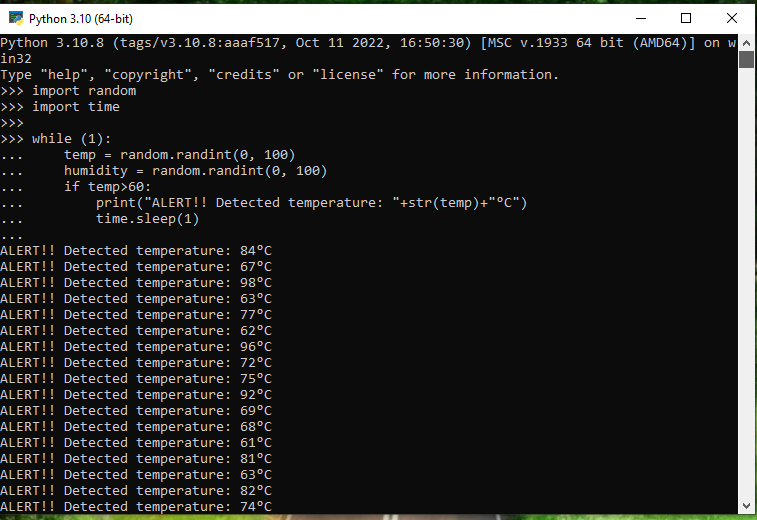 Python 3.10 (64-bit)
Python 3.10.8 (tags/v3.10.8:aaaf517, Oct 11 2022, 16:50:30) [MSC v.1933 64 bit (AMD64)] on w
in32
Type "help", "copyright", "credits" or "license" for more information.
>>> import random
>>> import time
>>>
>>> while (1):
...     temp = random.randint(0, 100)
...     humidity = random.randint(0, 100)
...     if temp>60:
...         print("ALERT!! Detected temperature: "+str(temp)+"ºC")
...         time.sleep(1)
...
ALERT!! Detected temperature: 84ºC
ALERT!! Detected temperature: 67ºC
ALERT!! Detected temperature: 98ºC
ALERT!! Detected temperature: 63ºC
ALERT!! Detected temperature: 77ºC
ALERT!! Detected temperature: 62ºC
ALERT!! Detected temperature: 96ºC
ALERT!! Detected temperature: 72ºC
ALERT!! Detected temperature: 75ºC
ALERT!! Detected temperature: 92ºC
ALERT!! Detected temperature: 69ºC
ALERT!! Detected temperature: 68ºC
ALERT!! Detected temperature: 61ºC
ALERT!! Detected temperature: 81ºC
ALERT!! Detected temperature: 63ºC
ALERT!! Detected temperature: 82ºC
ALERT!! Detected temperature: 74ºC